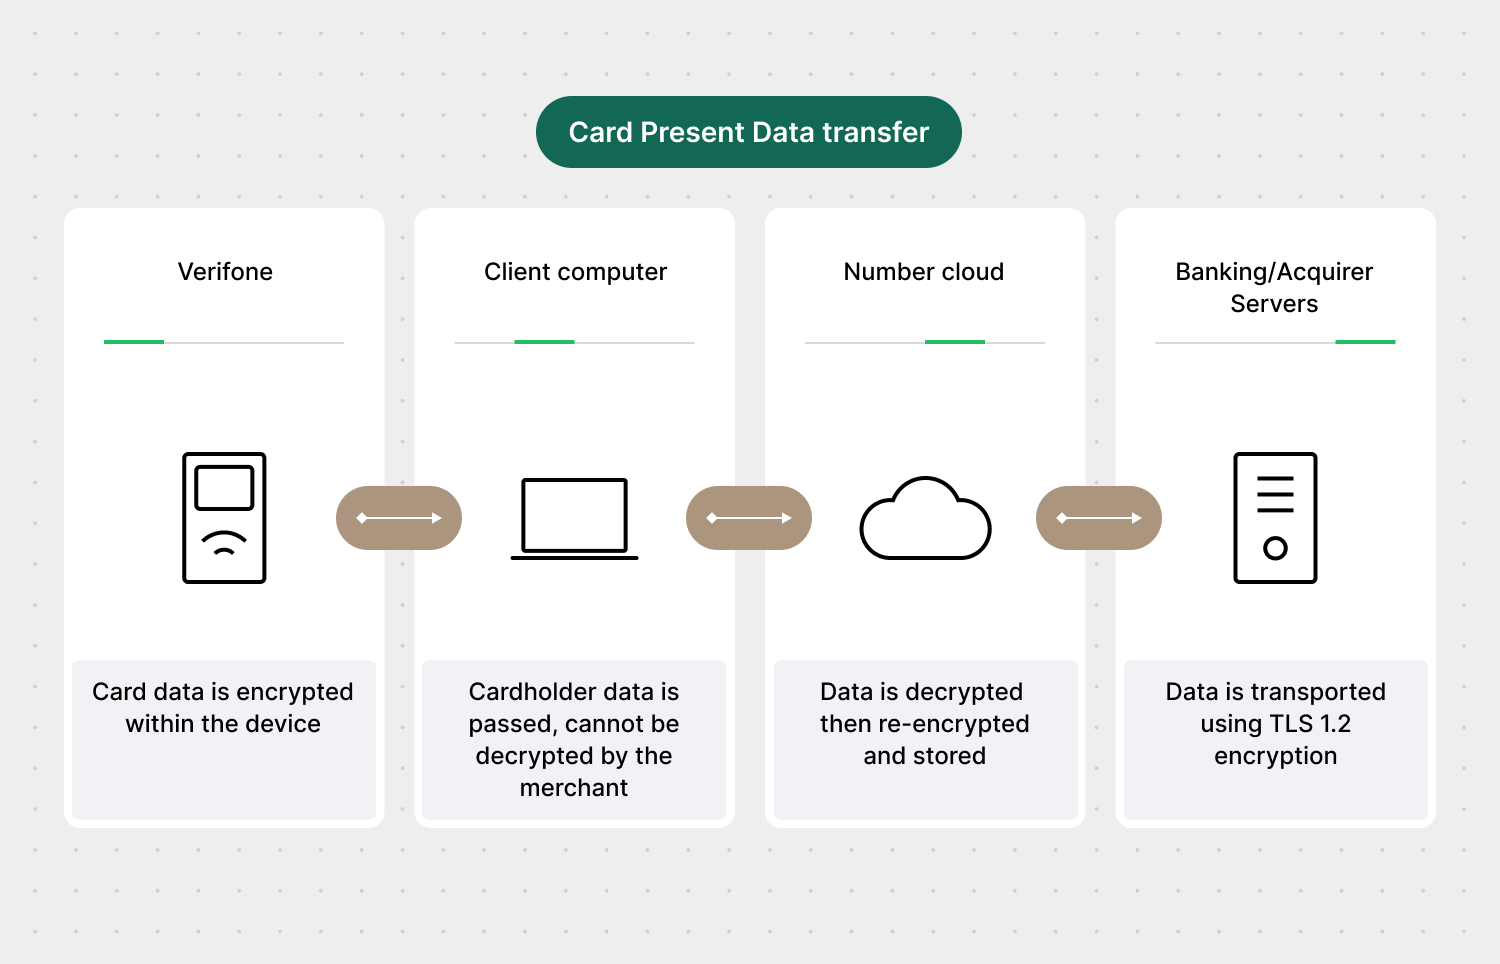 Card Present Data transfer
Verifone
Client computer
Number cloud
Banking/Acquirer
Servers
Card data is encrypted
within the device
Cardholder data is
passed, cannot be
decrypted by the
merchant
Data is decrypted
then re-encrypted
and stored
Data is transported
using TLS 1.2
encryption